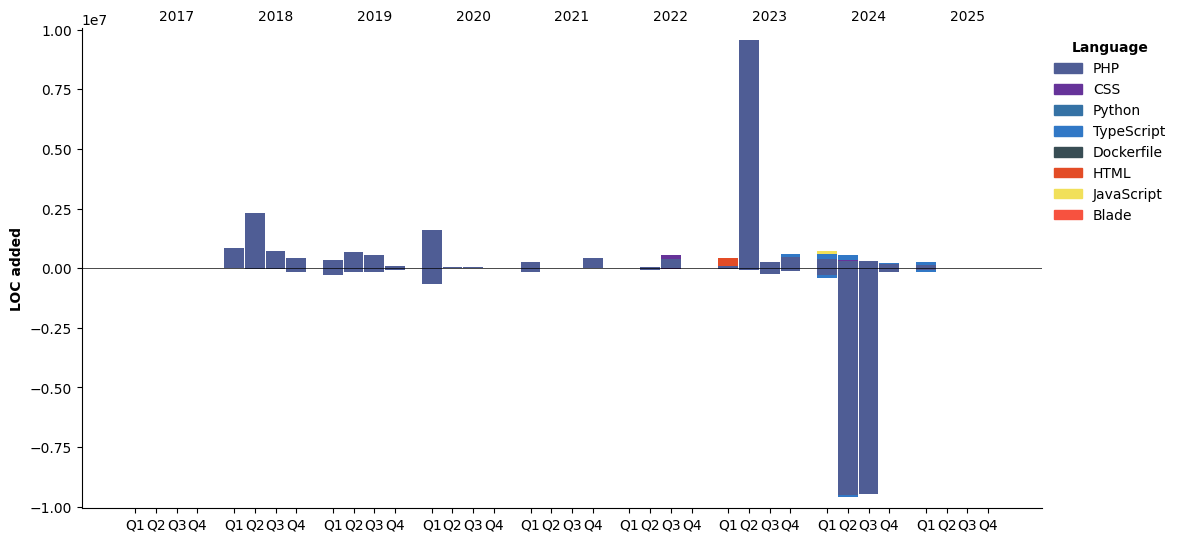 2017 2018 2019 2020 2021 2022 2023 2024 2025
1e7
1.00
0.75
0.50
0.25
0.00
−0.25
−0.50
−0.75
−1.00
LOC added
Q1 Q2 Q3 Q4 Q1 Q2 Q3 Q4 Q1 Q2 Q3 Q4 Q1 Q2 Q3 Q4 Q1 Q2 Q3 Q4 Q1 Q2 Q3 Q4 Q1 Q2 Q3 Q4 Q1 Q2 Q3 Q4 Q1 Q2 Q3 Q4
Language
PHP
CSS
Python
TypeScript
Dockerfile
HTML
JavaScript
Blade